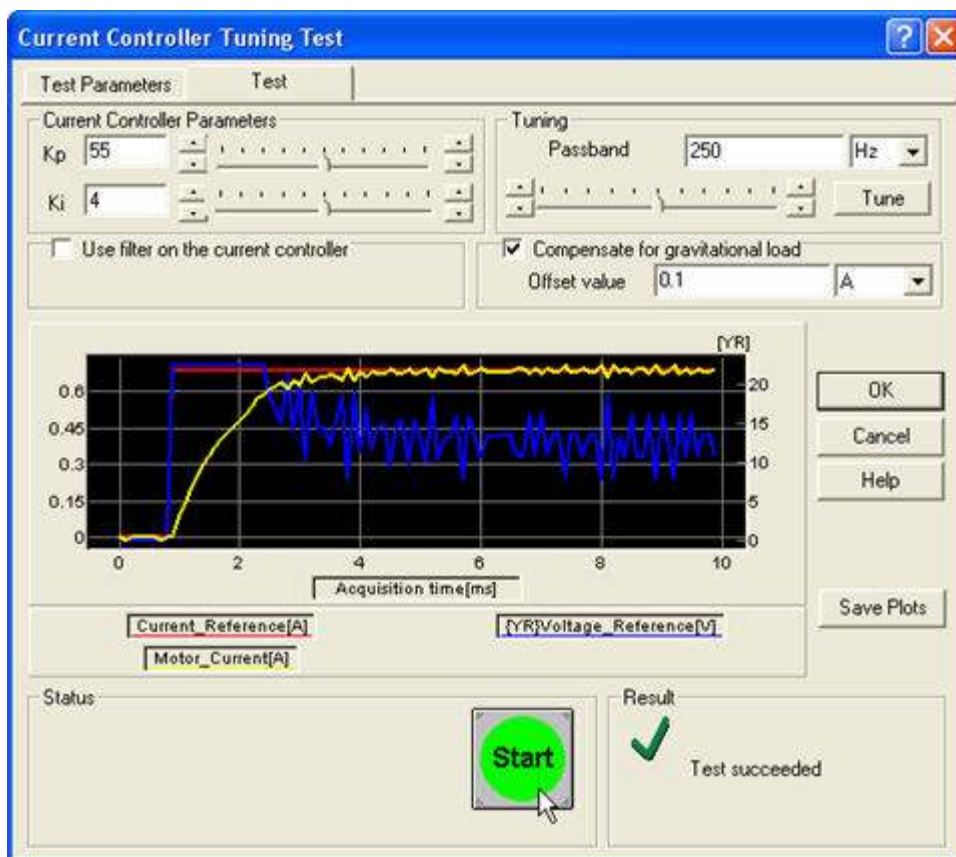 Current Controller Tuning Test
Test Parameters
Test
Current Controller Parameters
Kp 55
Ki 4
Tuning
Passband 250 Hz
Tune
Use filter on the current controller
Compensate for gravitational load
Offset value 0.1 A
[YR]
0.6
0.45
0.3
0.15
0
20
15
10
5
0
0 2 4 6 8 10
Acquisition time[ms]
Current_Reference[A]
{YR}Voltage_Reference[V]
Motor_Current[A]
OK
Cancel
Help
Save Plots
Status
Start
Result
Test succeeded